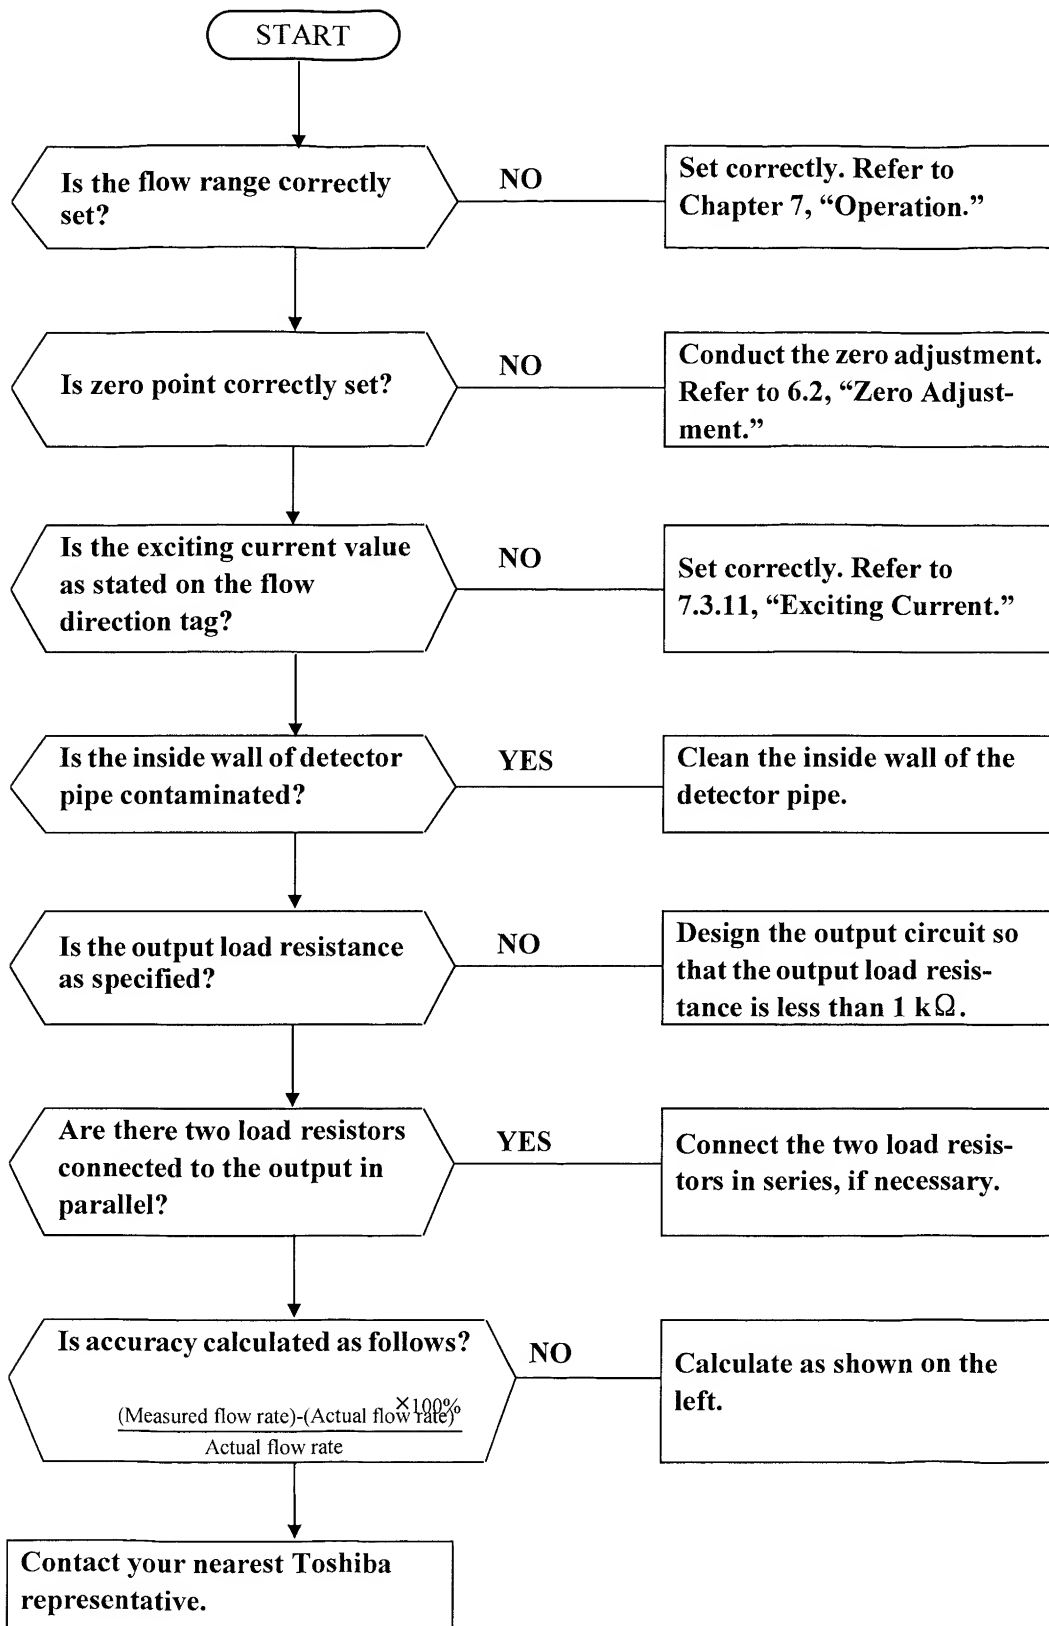 START
Is the flow range correctly
set?
NO
Set correctly. Refer to
Chapter 7, “Operation.”
Is zero point correctly set?
NO
Conduct the zero adjustment.
Refer to 6.2, “Zero Adjust-
ment.”
Is the exciting current value
as stated on the flow
direction tag?
NO
Set correctly. Refer to
7.3.11, “Exciting Current.”
Is the inside wall of detector
pipe contaminated?
YES
Clean the inside wall of the
detector pipe.
Is the output load resistance
as specified?
NO
Design the output circuit so
that the output load resis-
tance is less than 1 kΩ.
Are there two load resistors
connected to the output in
parallel?
YES
Connect the two load resis-
tors in series, if necessary.
Is accuracy calculated as follows?
NO
Calculate as shown on the
left.
×100%
(Measured flow rate)-(Actual flow rate)
Actual flow rate
Contact your nearest Toshiba
representative.